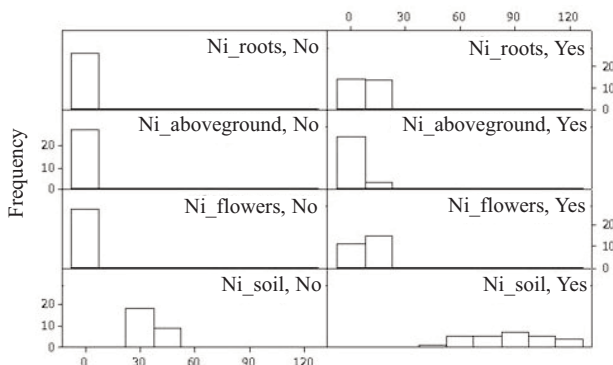 0 30 60 90 120
Ni_roots, No
Ni_roots, Yes
20
10
0
Ni_aboveground, No
Ni_aboveground, Yes
20
10
0
Ni_flowers, No
Ni_flowers, Yes
20
10
0
Ni_soil, No
Ni_soil, Yes
20
10
0
0 30 60 90 120
Frequency